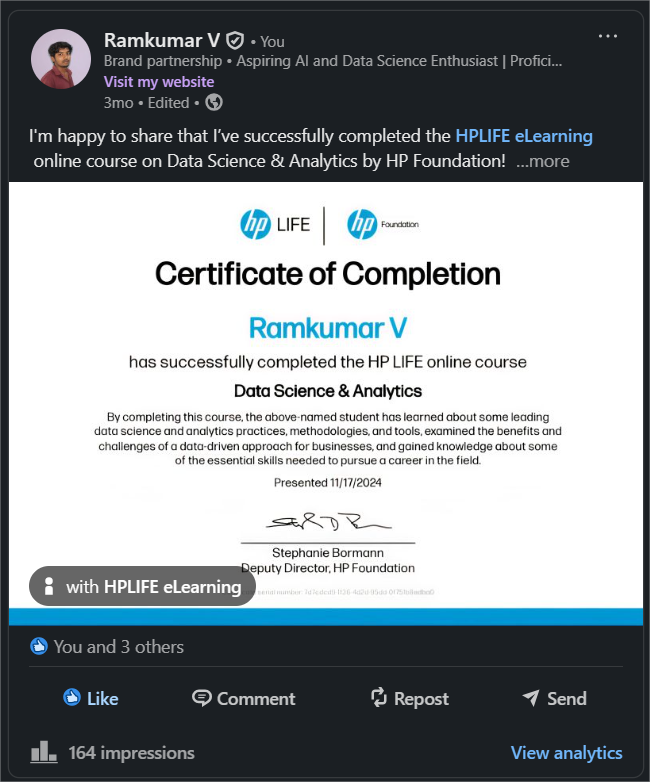 Ramkumar V • You
Brand partnership • Aspiring AI and Data Science Enthusiast | Profici...
Visit my website
3mo • Edited •
I'm happy to share that I’ve successfully completed the HPLIFE eLearning
online course on Data Science & Analytics by HP Foundation! ...more
hp LIFE | hp Foundation
Certificate of Completion
Ramkumar V
has successfully completed the HP LIFE online course
Data Science & Analytics
By completing this course, the above-named student has learned about some leading
data science and analytics practices, methodologies, and tools, examined the benefits and
challenges of a data-driven approach for businesses, and gained knowledge about some
of the essential skills needed to pursue a career in the field.
Presented 11/17/2024
Stephanie Bormann
Deputy Director, HP Foundation
serial number:
with HPLIFE eLearning
You and 3 others
Like
Comment
Repost
Send
164 impressions
View analytics